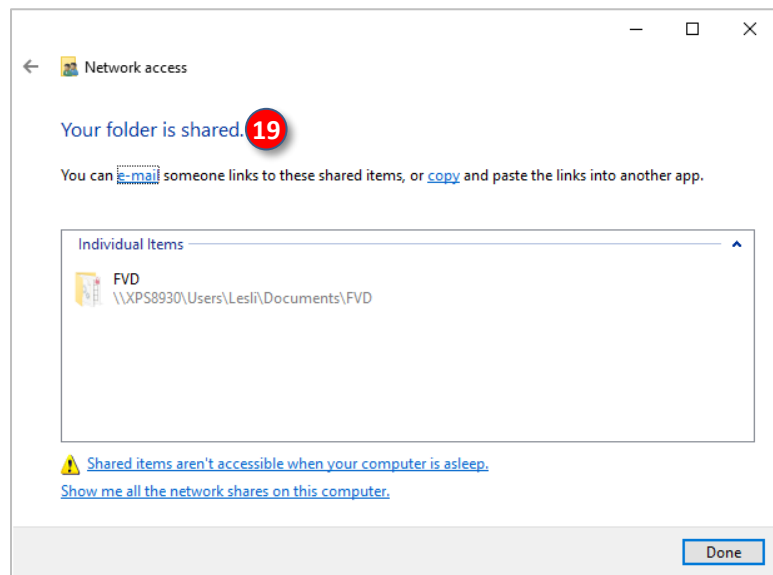 Network access
Your folder is shared. 19
You can e-mail someone links to these shared items, or copy and paste the links into another app.
Individual Items
FVD
\\XPS8930\Users\Lesli\Documents\FVD
Shared items aren't accessible when your computer is asleep.
Show me all the network shares on this computer.
Done